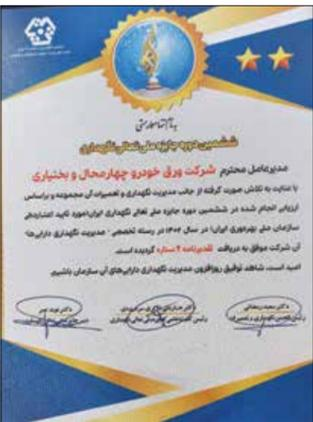 ششمین دوره جایزه ملی تعالی نگهداری
مدیرعامل محترم شرکت ورق خودرو چهارمحال و بختیاری
با عنایت به تلاش صورت گرفته از جانب مدیریت نگهداری و تعمیرات آن مجموعه و براساس
ارزیابی انجام شده در ششمین دوره جایزه ملی تعالی نگهداری ایران(مورد تایید اعتباردهی
سازمان ملی بهره‌وری ایران) در سال ۱۴۰۲ در رسته تخصصی " مدیریت نگهداری دارایی‌ها"
آن شرکت موفق به دریافت تقدیرنامه ۲ ستاره گردیده است.
امید است، شاهد توفیق روزافزون مدیریت نگهداری دارایی‌های آن سازمان باشیم.